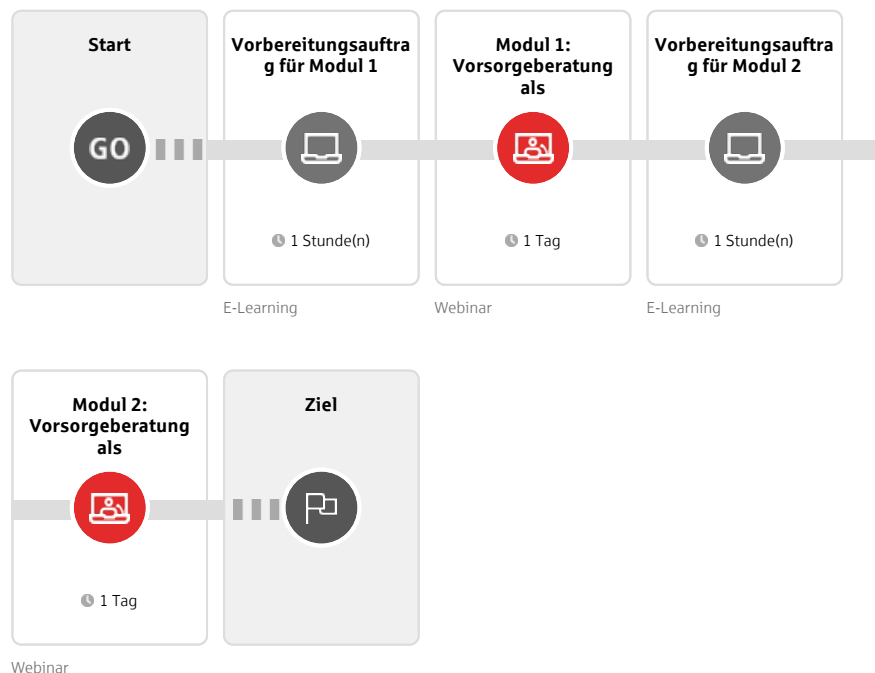 Start
Vorbereitungsauftra
g für Modul 1
Modul 1:
Vorsorgeberatung
als
Vorbereitungsauftra
g für Modul 2
GO
1 Stunde(n)
1 Tag
1 Stunde(n)
E-Learning
Webinar
E-Learning
Modul 2:
Vorsorgeberatung
als
Ziel
1 Tag
Webinar